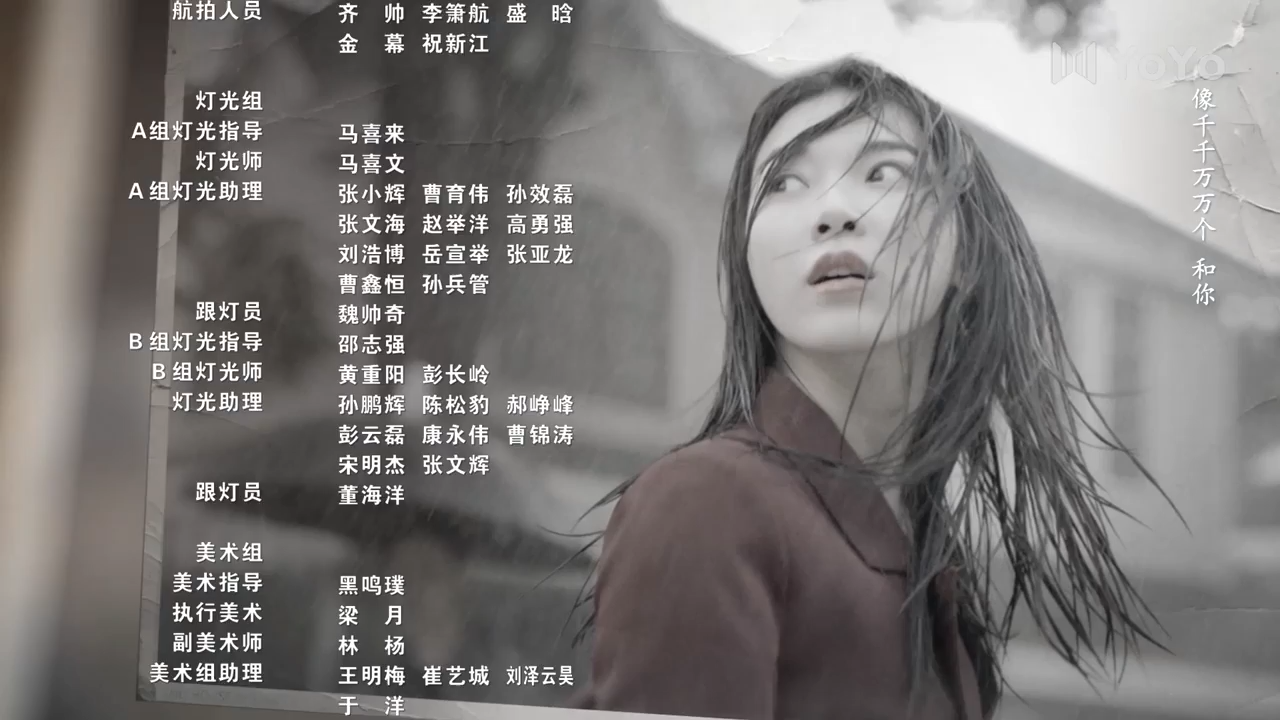 航拍人员 齐 帅 李箫航 盛 晗
金 幕 祝新江
灯光组
A组灯光指导 马喜来
灯光师 马喜文
A组灯光助理 张小辉 曹育伟 孙效磊
张文海 赵举洋 高勇强
刘浩博 岳宣举 张亚龙
曹鑫恒 孙兵管
跟灯员 魏帅奇
B组灯光指导 邵志强
B组灯光师 黄重阳 彭长岭
灯光助理 孙鹏辉 陈松豹 郝峥峰
彭云磊 康永伟 曹锦涛
宋明杰 张文辉
跟灯员 董海洋
美术组
美术指导 黑鸣璞
执行美术 梁 月
副美术师 林 杨
美术组助理 王明梅 崔艺城 刘泽云昊
于 洋
YoYo
像千千万万个 和你